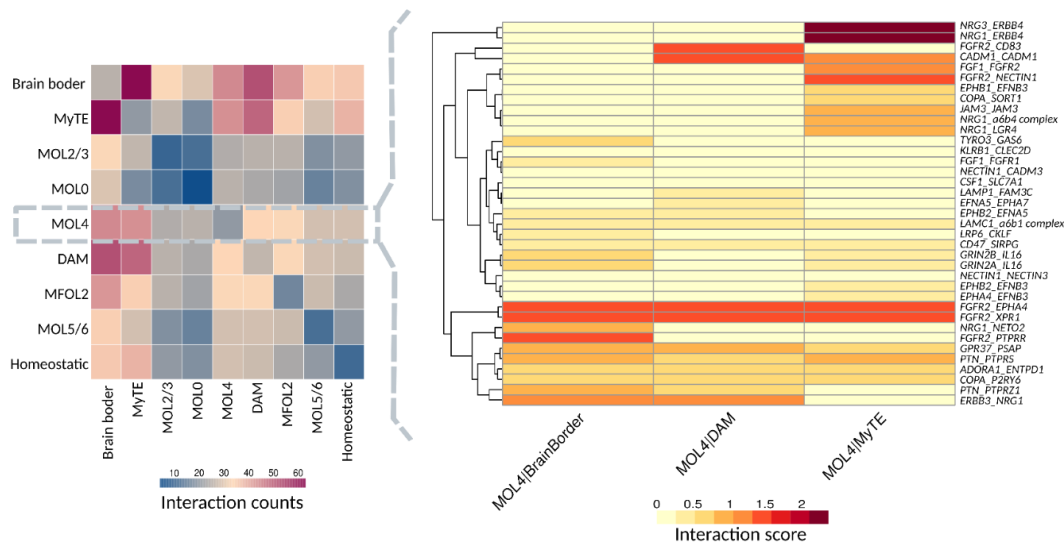 Brain boder
MyTE
MOL2/3
MOL0
MOL4
DAM
MFOL2
MOL5/6
Homeostatic
Brain boder
MyTE
MOL2/3
MOL0
MOL4
DAM
MFOL2
MOL5/6
Homeostatic
10 20 30 40 50 60
Interaction counts
NRG3_ERBB4
NRG1_ERBB4
FGFR2_CD83
CADM1_CADM1
FGF1_FGFR2
FGFR2_NECTIN1
EPHB1_EFNB3
COPA_SORT1
JAM3_JAM3
NRG1_a6b4 complex
NRG1_LGR4
TYRO3_GAS6
KLRB1_CLEC2D
FGF1_FGFR1
NECTIN1_CADM3
CSF1_SLC7A1
LAMP1_FAM3C
EFNA5_EPHA7
EPHB2_EFNA5
LAMC1_a6b1 complex
LRP6_CKLF
CD47_SIRPG
GRIN2B_IL16
GRIN2A_IL16
NECTIN1_NECTIN3
EPHB2_EFNB3
EPHA4_EFNB3
FGFR2_EPHA4
FGFR2_XPR1
NRG1_NETO2
FGFR2_PTPRR
GPR37_PSAP
PTN_PTPRS
ADORA1_ENTPD1
COPA_P2RY6
PTN_PTPRZ1
ERBB3_NRG1
MOL4|BrainBorder
MOL4|DAM
MOL4|MyTE
0 0.5 1 1.5 2
Interaction score